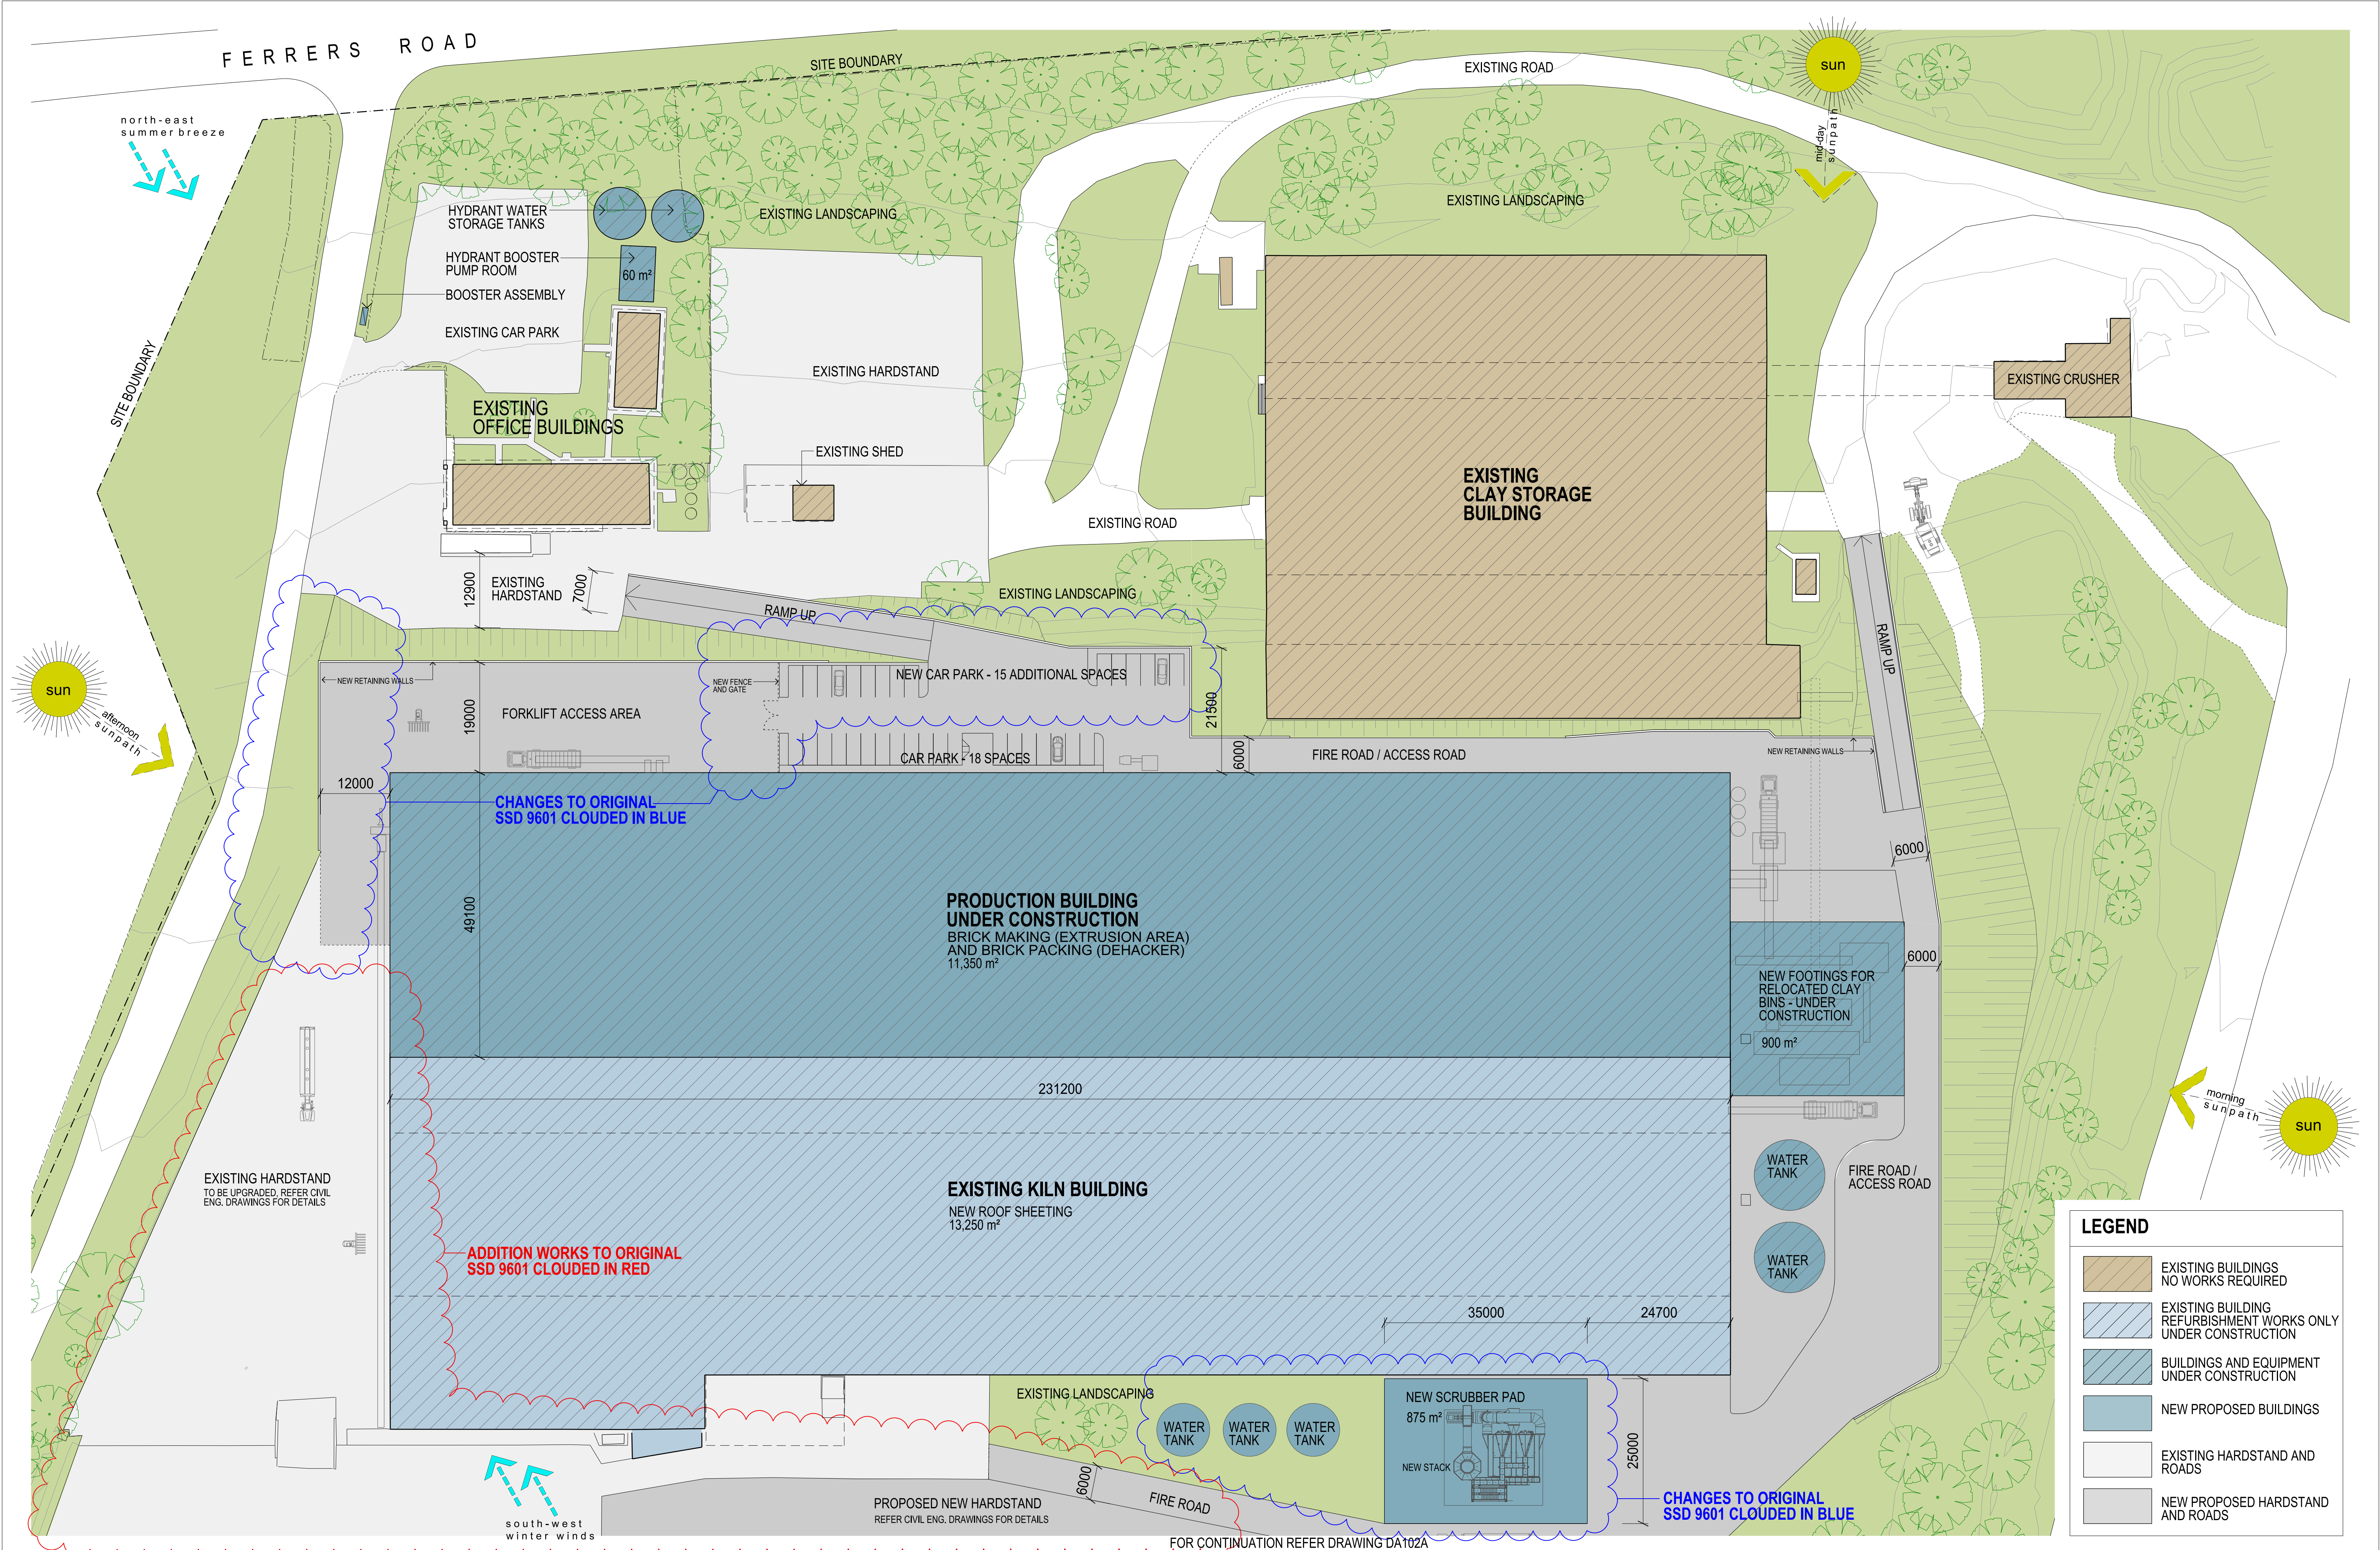 FERRERS ROAD
SITE BOUNDARY
EXISTING ROAD
sun
mid-day
sunpath
north-east
summer breeze
HYDRANT WATER
STORAGE TANKS
EXISTING LANDSCAPING
EXISTING LANDSCAPING
HYDRANT BOOSTER
PUMP ROOM
60 m²
BOOSTER ASSEMBLY
EXISTING CAR PARK
SITE BOUNDARY
EXISTING HARDSTAND
EXISTING CRUSHER
EXISTING
OFFICE BUILDINGS
EXISTING SHED
EXISTING
CLAY STORAGE
BUILDING
EXISTING ROAD
12900
EXISTING
HARDSTAND
7000
RAMP UP
EXISTING LANDSCAPING
RAMP UP
sun
afternoon
sunpath
NEW RETAINING WALLS
NEW FENCE
AND GATE
NEW CAR PARK - 15 ADDITIONAL SPACES
19000
FORKLIFT ACCESS AREA
21500
CAR PARK - 18 SPACES
6000
FIRE ROAD / ACCESS ROAD
NEW RETAINING WALLS
12000
CHANGES TO ORIGINAL
SSD 9601 CLOUDED IN BLUE
6000
49100
PRODUCTION BUILDING
UNDER CONSTRUCTION
BRICK MAKING (EXTRUSION AREA)
AND BRICK PACKING (DEHACKER)
11,350 m²
6000
NEW FOOTINGS FOR
RELOCATED CLAY
BINS - UNDER
CONSTRUCTION
900 m²
231200
morning
sunpath
sun
WATER
TANK
FIRE ROAD /
ACCESS ROAD
EXISTING HARDSTAND
TO BE UPGRADED, REFER CIVIL
ENG. DRAWINGS FOR DETAILS
EXISTING KILN BUILDING
NEW ROOF SHEETING
13,250 m²
ADDITION WORKS TO ORIGINAL
SSD 9601 CLOUDED IN RED
WATER
TANK
35000
24700
EXISTING LANDSCAPING
WATER
TANK
WATER
TANK
WATER
TANK
NEW SCRUBBER PAD
875 m²
NEW STACK
25000
6000
FIRE ROAD
PROPOSED NEW HARDSTAND
REFER CIVIL ENG. DRAWINGS FOR DETAILS
south-west
winter winds
CHANGES TO ORIGINAL
SSD 9601 CLOUDED IN BLUE
FOR CONTINUATION REFER DRAWING DA102A
LEGEND
EXISTING BUILDINGS
NO WORKS REQUIRED
EXISTING BUILDING
REFURBISHMENT WORKS ONLY
UNDER CONSTRUCTION
BUILDINGS AND EQUIPMENT
UNDER CONSTRUCTION
NEW PROPOSED BUILDINGS
EXISTING HARDSTAND AND
ROADS
NEW PROPOSED HARDSTAND
AND ROADS